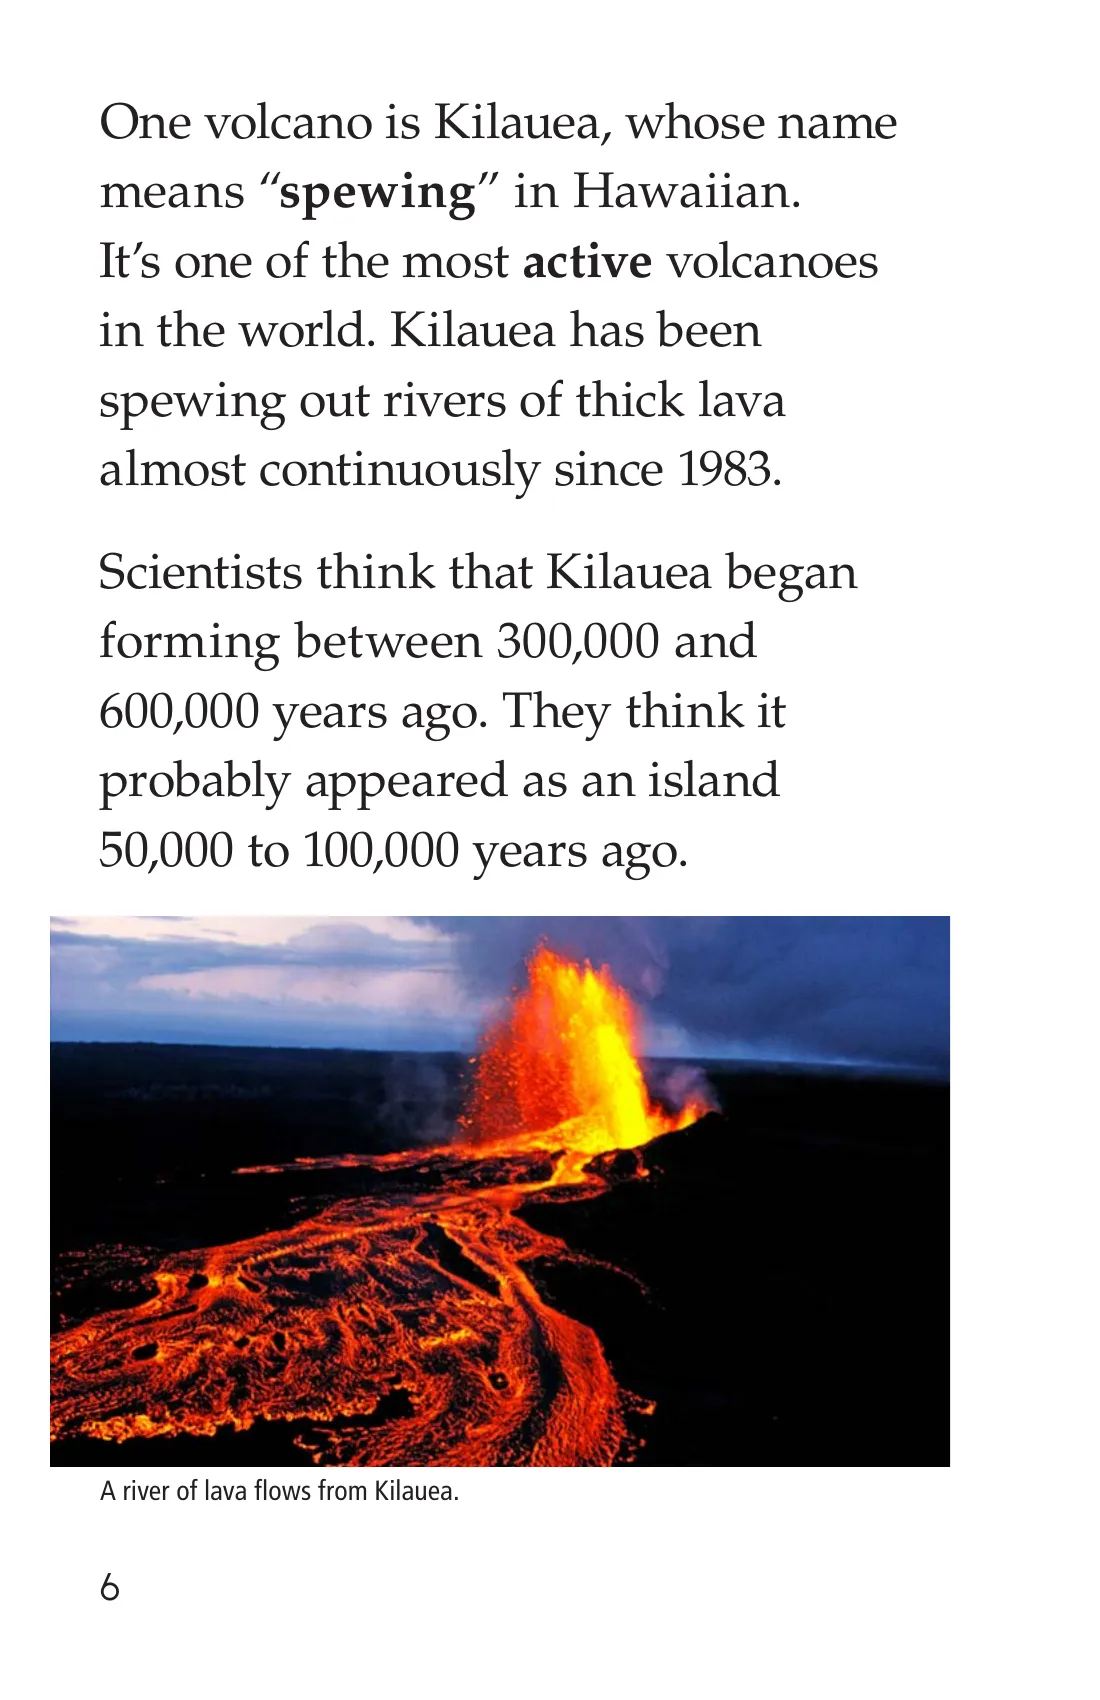 One volcano is Kilauea, whose name
means “spewing” in Hawaiian.
It’s one of the most active volcanoes
in the world. Kilauea has been
spewing out rivers of thick lava
almost continuously since 1983.
Scientists think that Kilauea began
forming between 300,000 and
600,000 years ago. They think it
probably appeared as an island
50,000 to 100,000 years ago.
A river of lava flows from Kilauea.
6